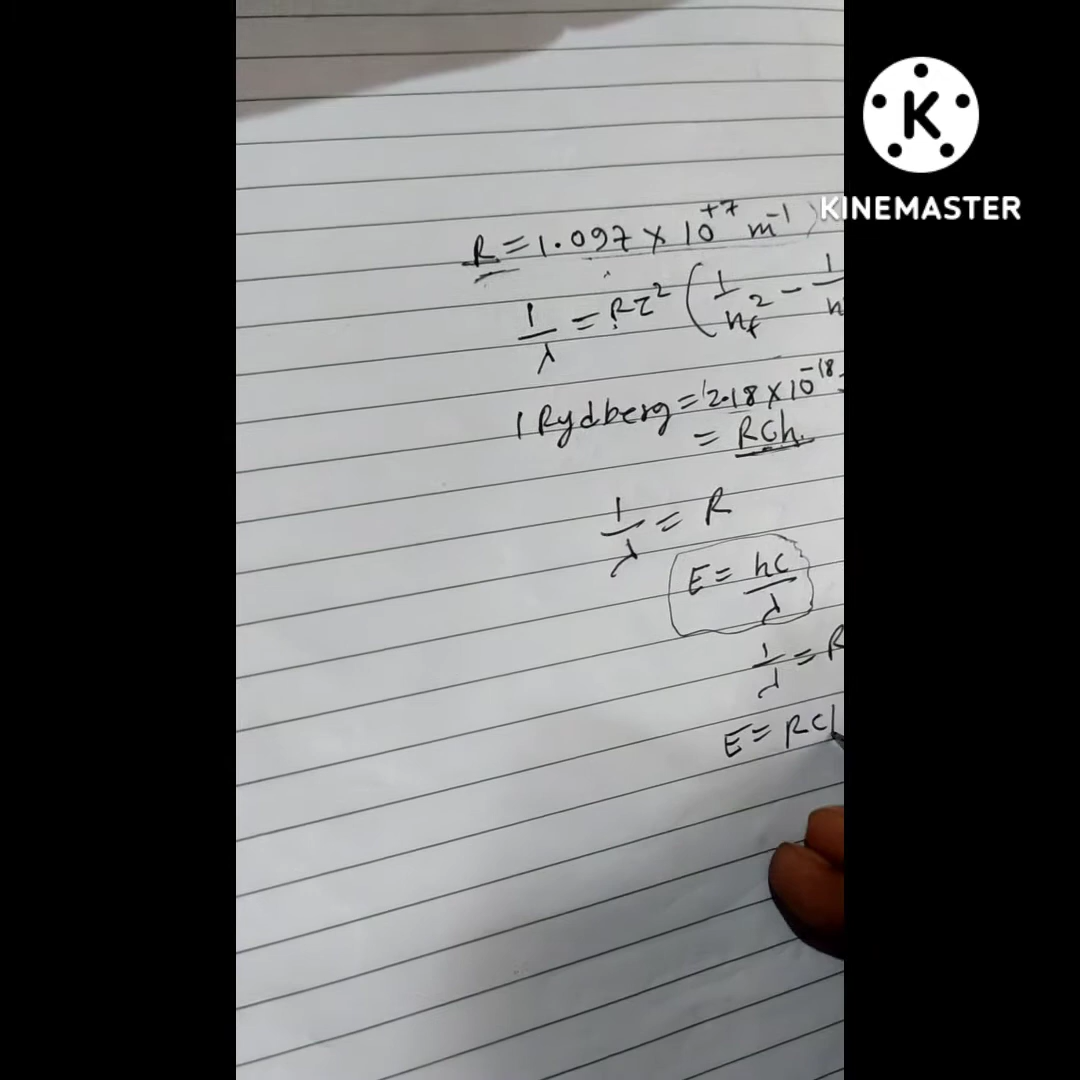 K
KINEMASTER
R = 1.097 × 10⁺⁷ m⁻¹
1/λ = RZ² (1/n_f² − 1/n
1 Rydberg = 2.18 × 10⁻¹⁸
= RCh.
1/λ = R
E = hc/λ
1/λ = R
E = RC